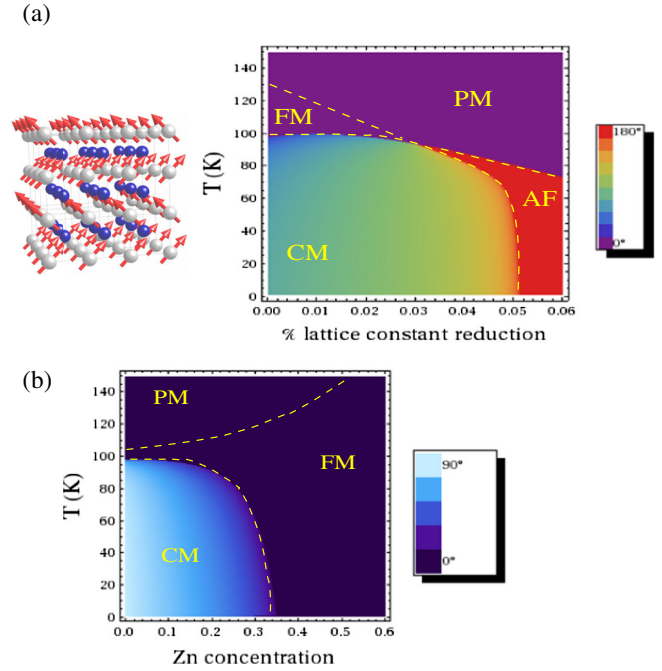 (a)
140
120
100
80
60
40
20
0
T (K)
PM
FM
AF
CM
0.00 0.01 0.02 0.03 0.04 0.05 0.06
% lattice constant reduction
180°
0°
(b)
140
120
100
80
60
40
20
0
T (K)
PM
FM
CM
0.0 0.1 0.2 0.3 0.4 0.5 0.6
Zn concentration
90°
0°